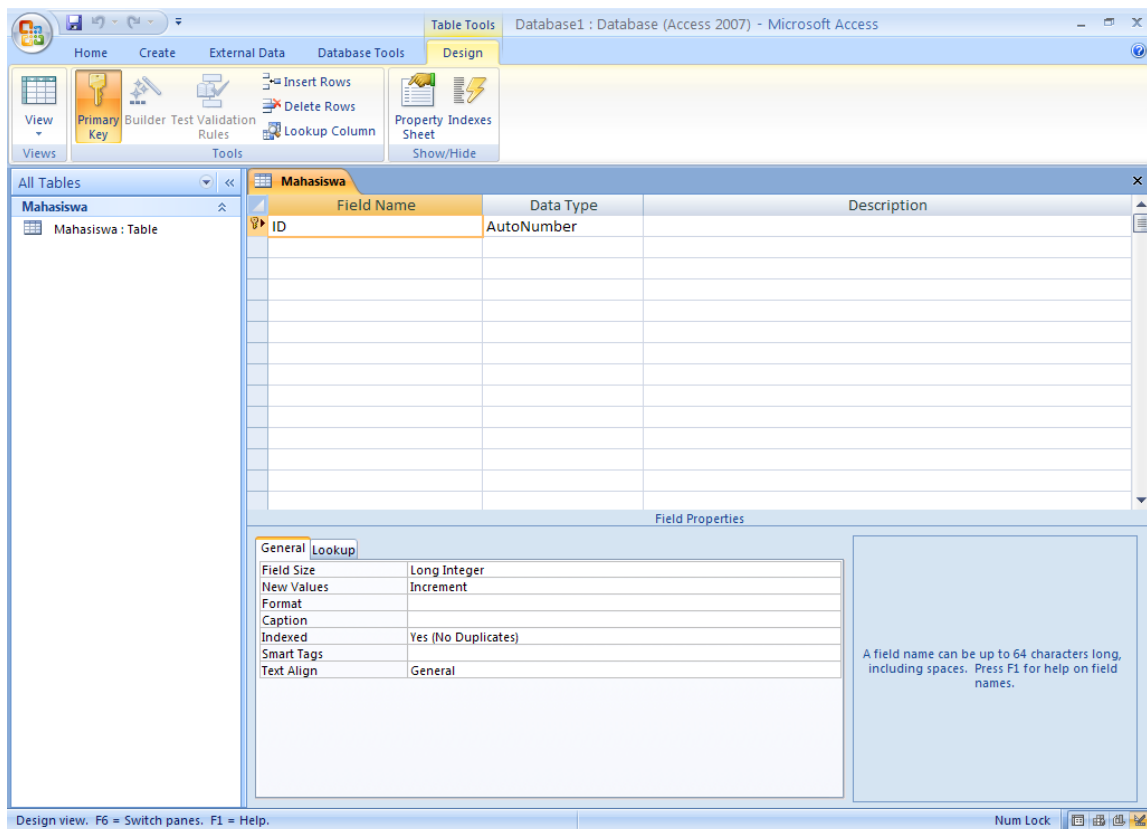 Table Tools Database1 : Database (Access 2007) - Microsoft Access
Home Create External Data Database Tools Design
View
Primary Key
Builder
Test Validation Rules
Insert Rows
Delete Rows
Lookup Column
Property Sheet
Indexes
Views Tools Show/Hide
All Tables
Mahasiswa
Mahasiswa : Table
Mahasiswa
Field Name Data Type Description
ID AutoNumber
Field Properties
General Lookup
Field Size Long Integer
New Values Increment
Format
Caption
Indexed Yes (No Duplicates)
Smart Tags
Text Align General
A field name can be up to 64 characters long,
including spaces. Press F1 for help on field
names.
Design view. F6 = Switch panes. F1 = Help. Num Lock